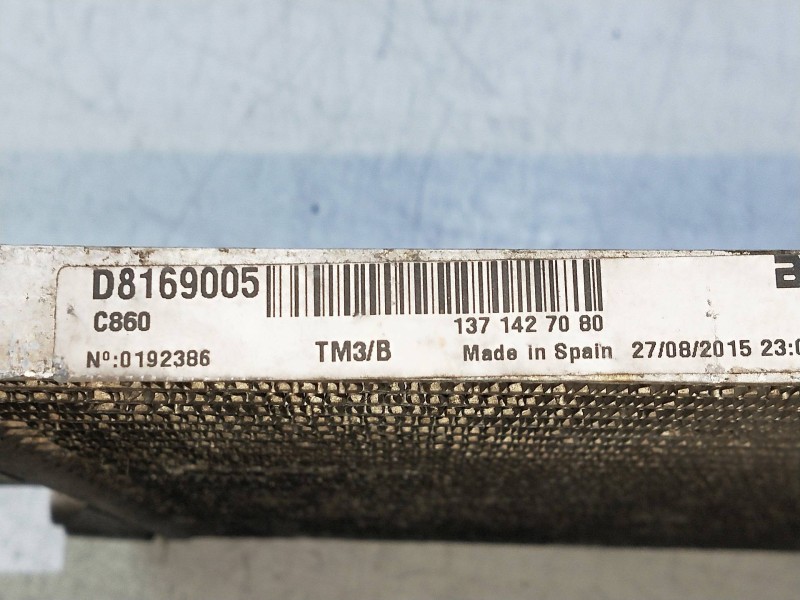 D8169005
C860
137 142 70 80
Nº:0192386
TM3/B
Made in Spain
27/08/2015